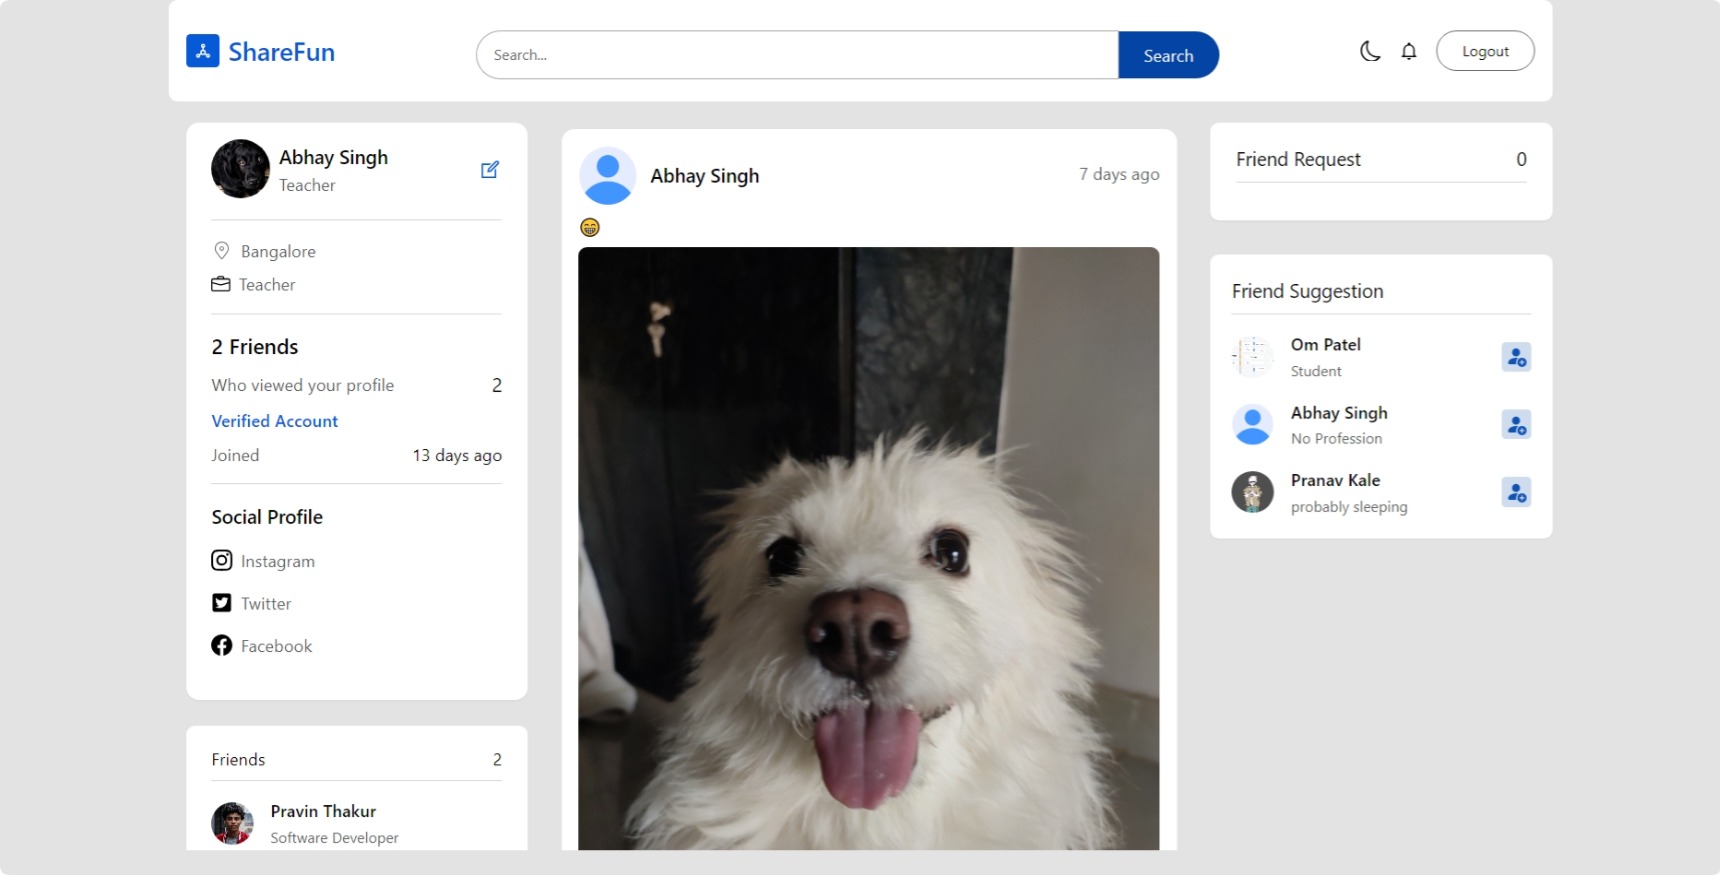 ShareFun
Search...
Search
Logout
Abhay Singh
Teacher
Bangalore
Teacher
2 Friends
Who viewed your profile 2
Verified Account
Joined 13 days ago
Social Profile
Instagram
Twitter
Facebook
Friends 2
Pravin Thakur
Software Developer
Abhay Singh 7 days ago
😁
Friend Request 0
Friend Suggestion
Om Patel
Student
Abhay Singh
No Profession
Pranav Kale
probably sleeping